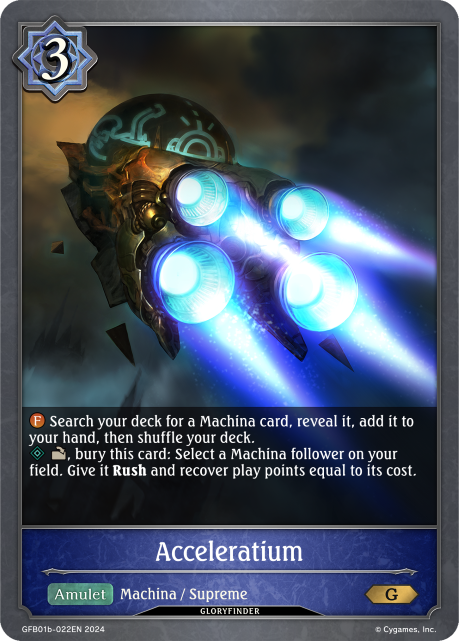 3
F Search your deck for a Machina card, reveal it, add it to
your hand, then shuffle your deck.
, bury this card: Select a Machina follower on your
field. Give it Rush and recover play points equal to its cost.
Acceleratium
Amulet Machina / Supreme G
GLORYFINDER
GFB01b-022EN 2024 © Cygames, Inc.